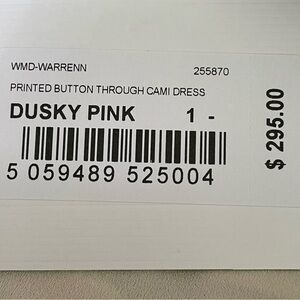 WMD-WARRENN 255870
PRINTED BUTTON THROUGH CAMI DRESS
DUSKY PINK 1 -
5 059489 525004
$ 295.00